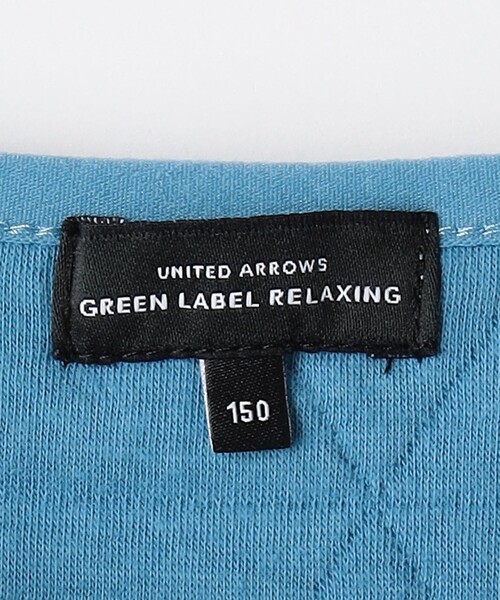 UNITED ARROWS
GREEN LABEL RELAXING
150